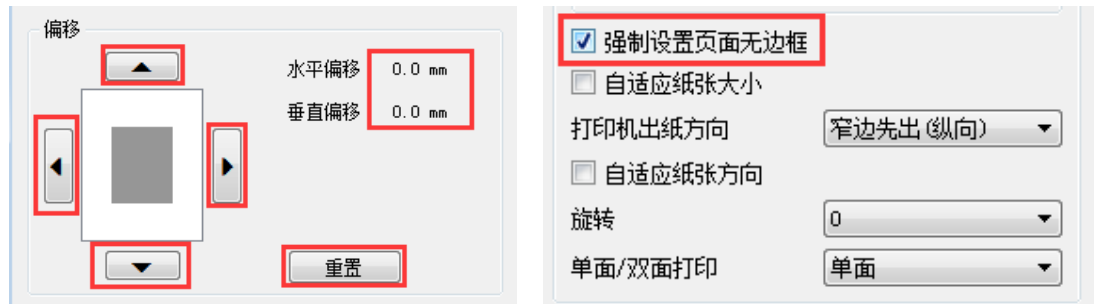 偏移
水平偏移 0.0 mm
垂直偏移 0.0 mm
重置
强制设置页面无边框
自适应纸张大小
打印机出纸方向 窄边先出(纵向)
自适应纸张方向
旋转 0
单面/双面打印 单面